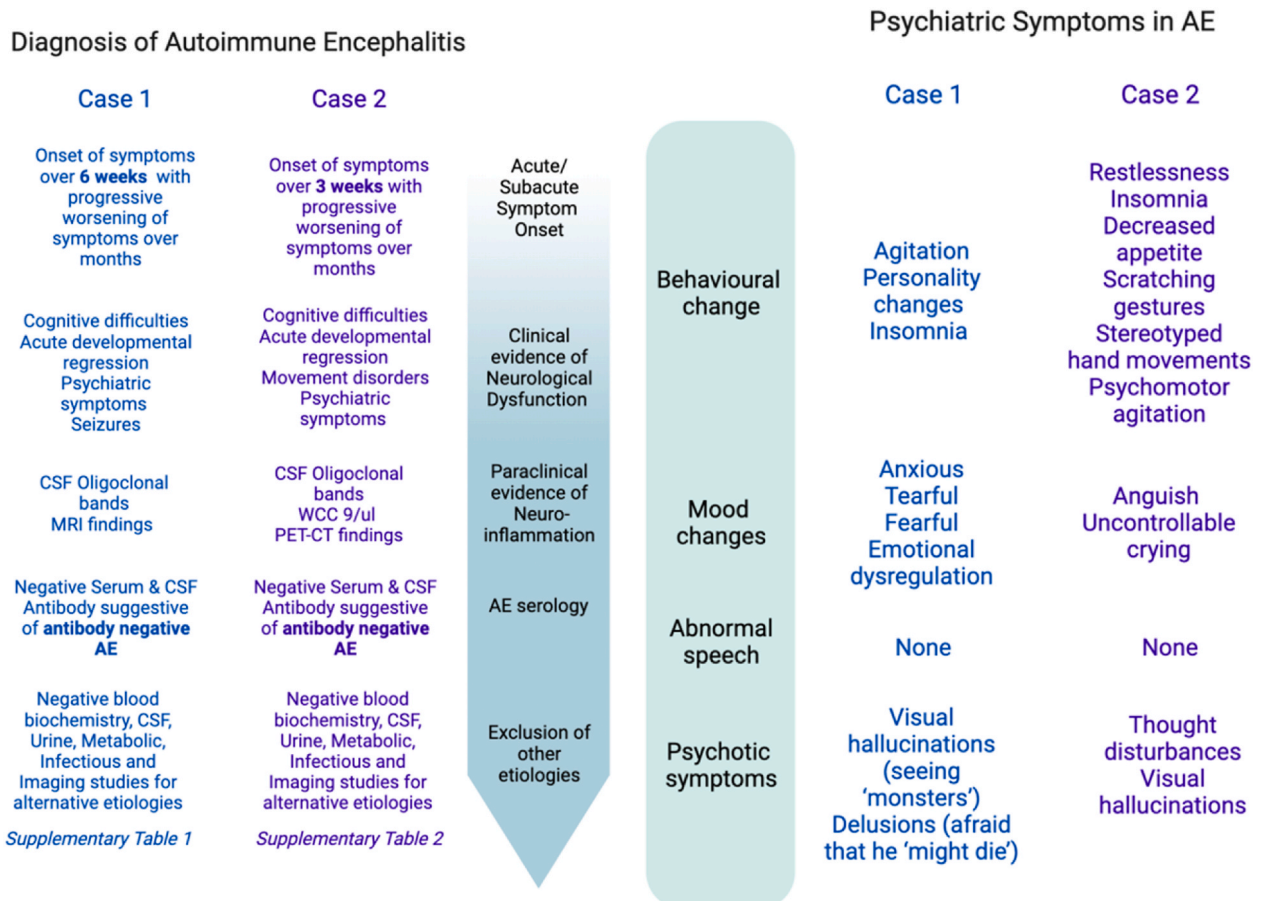 Diagnosis of Autoimmune Encephalitis
Case 1
Onset of symptoms
over 6 weeks with
progressive
worsening of
symptoms over
months
Cognitive difficulties
Acute developmental
regression
Psychiatric
symptoms
Seizures
CSF Oligoclonal
bands
MRI findings
Negative Serum & CSF
Antibody suggestive
of antibody negative
AE
Negative blood
biochemistry, CSF,
Urine, Metabolic,
Infectious and
Imaging studies for
alternative etiologies
Supplementary Table 1
Case 2
Onset of symptoms
over 3 weeks with
progressive
worsening of
symptoms over
months
Cognitive difficulties
Acute developmental
regression
Movement disorders
Psychiatric
symptoms
CSF Oligoclonal
bands
WCC 9/ul
PET-CT findings
Negative Serum & CSF
Antibody suggestive
of antibody negative
AE
Negative blood
biochemistry, CSF,
Urine, Metabolic,
Infectious and
Imaging studies for
alternative etiologies
Supplementary Table 2
Acute/
Subacute
Symptom
Onset
Clinical
evidence of
Neurological
Dysfunction
Paraclinical
evidence of
Neuro-
inflammation
AE serology
Exclusion of
other
etiologies
Psychiatric Symptoms in AE
Behavioural
change
Mood
changes
Abnormal
speech
Psychotic
symptoms
Case 1
Agitation
Personality
changes
Insomnia
Anxious
Tearful
Fearful
Emotional
dysregulation
None
Visual
hallucinations
(seeing
‘monsters’)
Delusions (afraid
that he ‘might die’)
Case 2
Restlessness
Insomnia
Decreased
appetite
Scratching
gestures
Stereotyped
hand movements
Psychomotor
agitation
Anguish
Uncontrollable
crying
None
Thought
disturbances
Visual
hallucinations